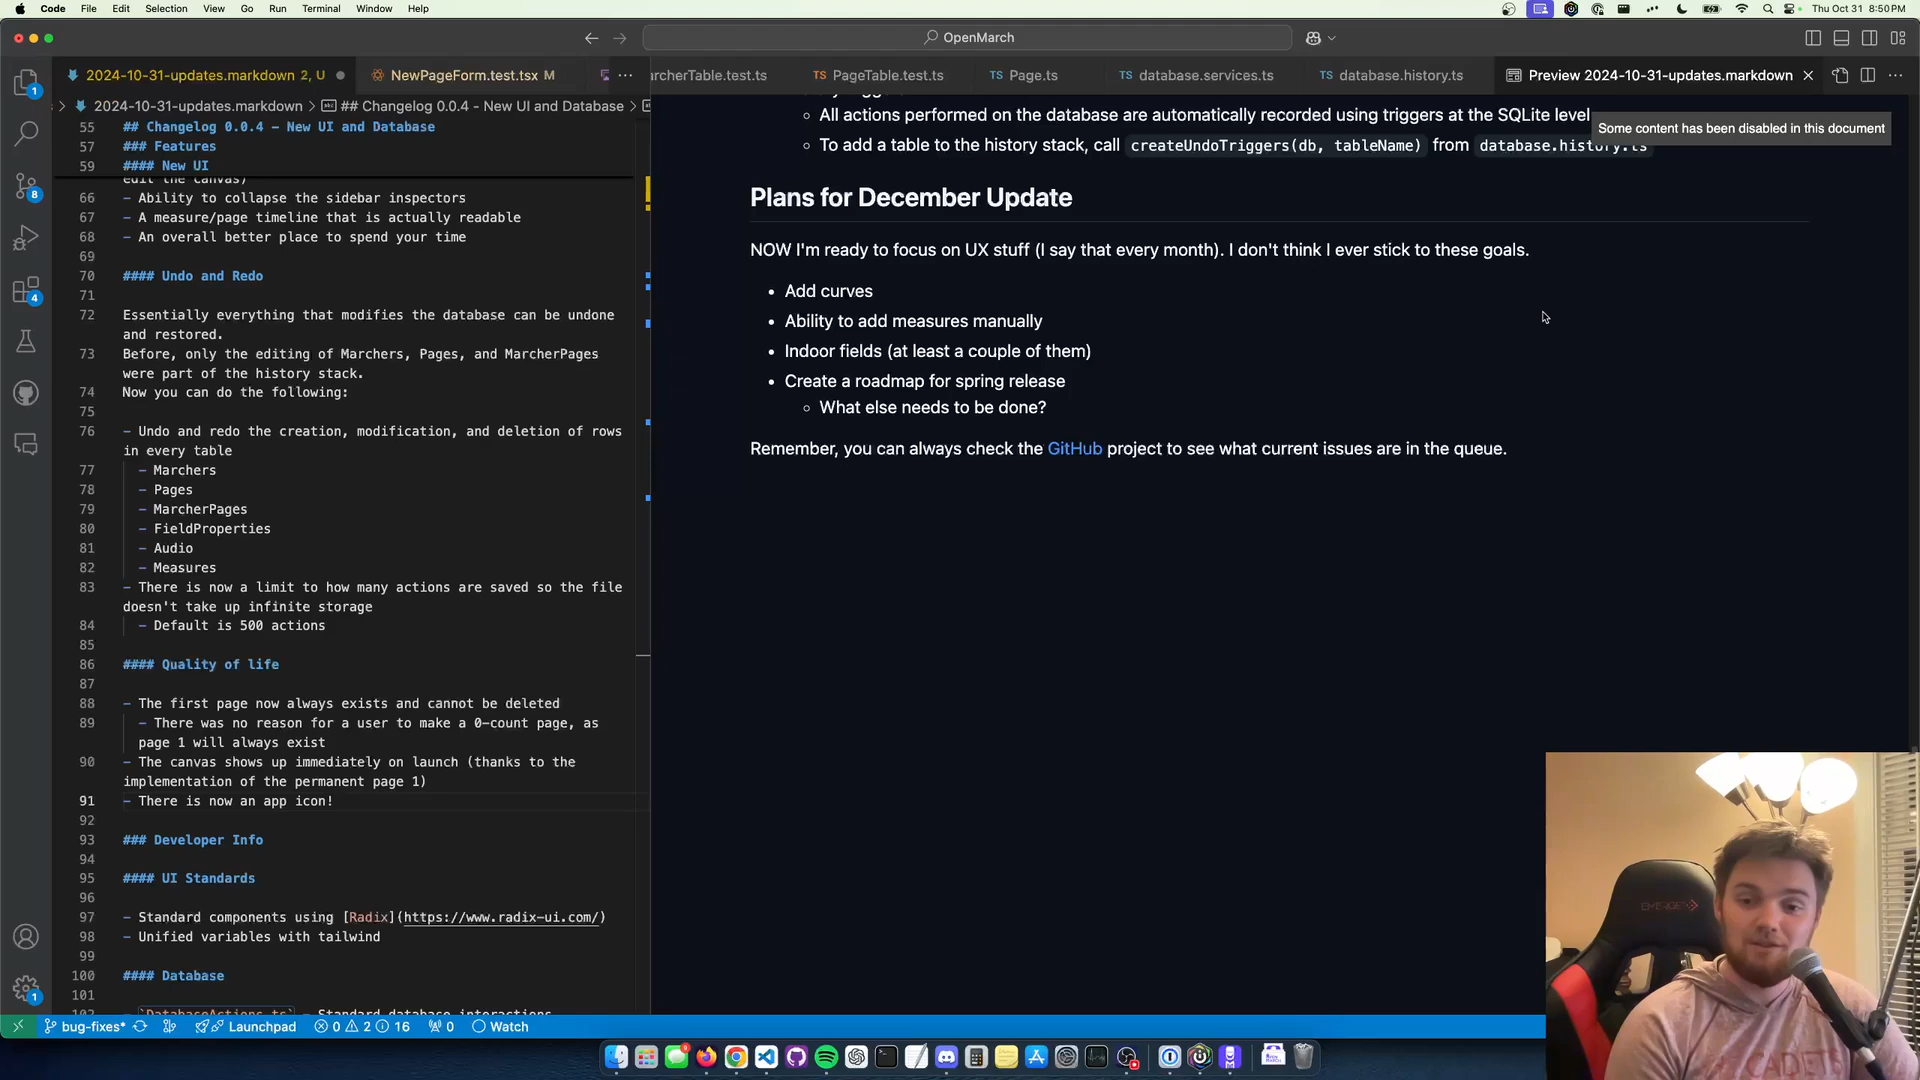 Code File Edit Selection View Go Run Terminal Window Help
Thu Oct 31 8:50PM
OpenMarch
2024-10-31-updates.markdown 2, U
NewPageForm.test.tsx M
archerTable.test.ts
TS PageTable.test.ts
TS Page.ts
TS database.services.ts
TS database.history.ts
Preview 2024-10-31-updates.markdown
2024-10-31-updates.markdown > ## Changelog 0.0.4 - New UI and Database >
55 ## Changelog 0.0.4 - New UI and Database
57 ### Features
59 #### New UI
edit the canvas)
66 - Ability to collapse the sidebar inspectors
67 - A measure/page timeline that is actually readable
68 - An overall better place to spend your time
69
70 #### Undo and Redo
71
72 Essentially everything that modifies the database can be undone
and restored.
73 Before, only the editing of Marchers, Pages, and MarcherPages
were part of the history stack.
74 Now you can do the following:
75
76 - Undo and redo the creation, modification, and deletion of rows
in every table
77 - Marchers
78 - Pages
79 - MarcherPages
80 - FieldProperties
81 - Audio
82 - Measures
83 - There is now a limit to how many actions are saved so the file
doesn't take up infinite storage
84 - Default is 500 actions
85
86 #### Quality of life
87
88 - The first page now always exists and cannot be deleted
89 - There was no reason for a user to make a 0-count page, as
page 1 will always exist
90 - The canvas shows up immediately on launch (thanks to the
implementation of the permanent page 1)
91 - There is now an app icon!
92
93 ### Developer Info
94
95 #### UI Standards
96
97 - Standard components using [Radix](https://www.radix-ui.com/)
98 - Unified variables with tailwind
99
100 #### Database
101
102 - `DatabaseActions.ts` - Standard database interactions
All actions performed on the database are automatically recorded using triggers at the SQLite level
Some content has been disabled in this document
To add a table to the history stack, call createUndoTriggers(db, tableName) from database.history.ts
Plans for December Update
NOW I'm ready to focus on UX stuff (I say that every month). I don't think I ever stick to these goals.
Add curves
Ability to add measures manually
Indoor fields (at least a couple of them)
Create a roadmap for spring release
What else needs to be done?
Remember, you can always check the GitHub project to see what current issues are in the queue.
1
8
4
1
bug-fixes* Launchpad 0 2 16 0 Watch